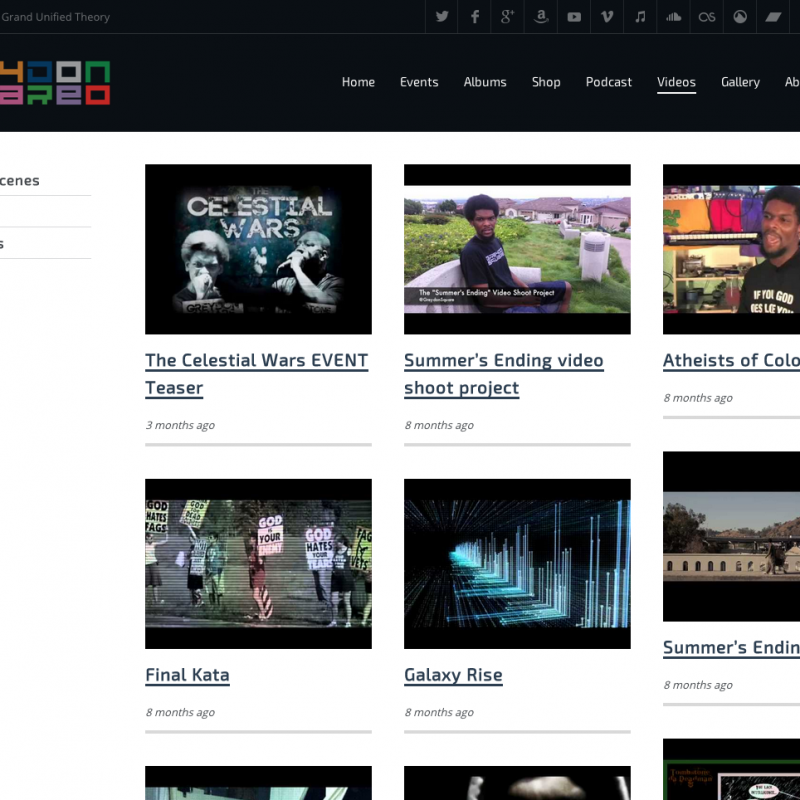 Grand Unified Theory
Home Events Albums Shop Podcast Videos Gallery Ab
cenes
s
THE
CELESTIAL
WARS
The "Summer's Ending" Video Shoot Project
@GreydonSquare
IF YOU GOD
The Celestial Wars EVENT
Teaser
3 months ago
Summer's Ending video
shoot project
8 months ago
Atheists of Colo
8 months ago
GOD
HATES
GOD
IS
YOUR
ENEMY
GOD
HATES
YOUR
TEARS
Final Kata
8 months ago
Galaxy Rise
8 months ago
Summer's Endin
8 months ago